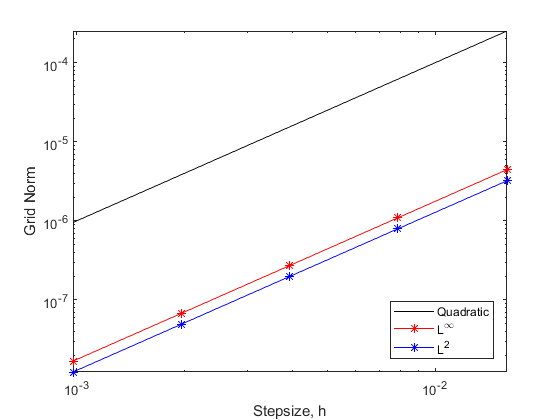 10^-4
10^-5
10^-6
10^-7
Grid Norm
Quadratic
L^∞
L^2
10^-3
10^-2
Stepsize, h